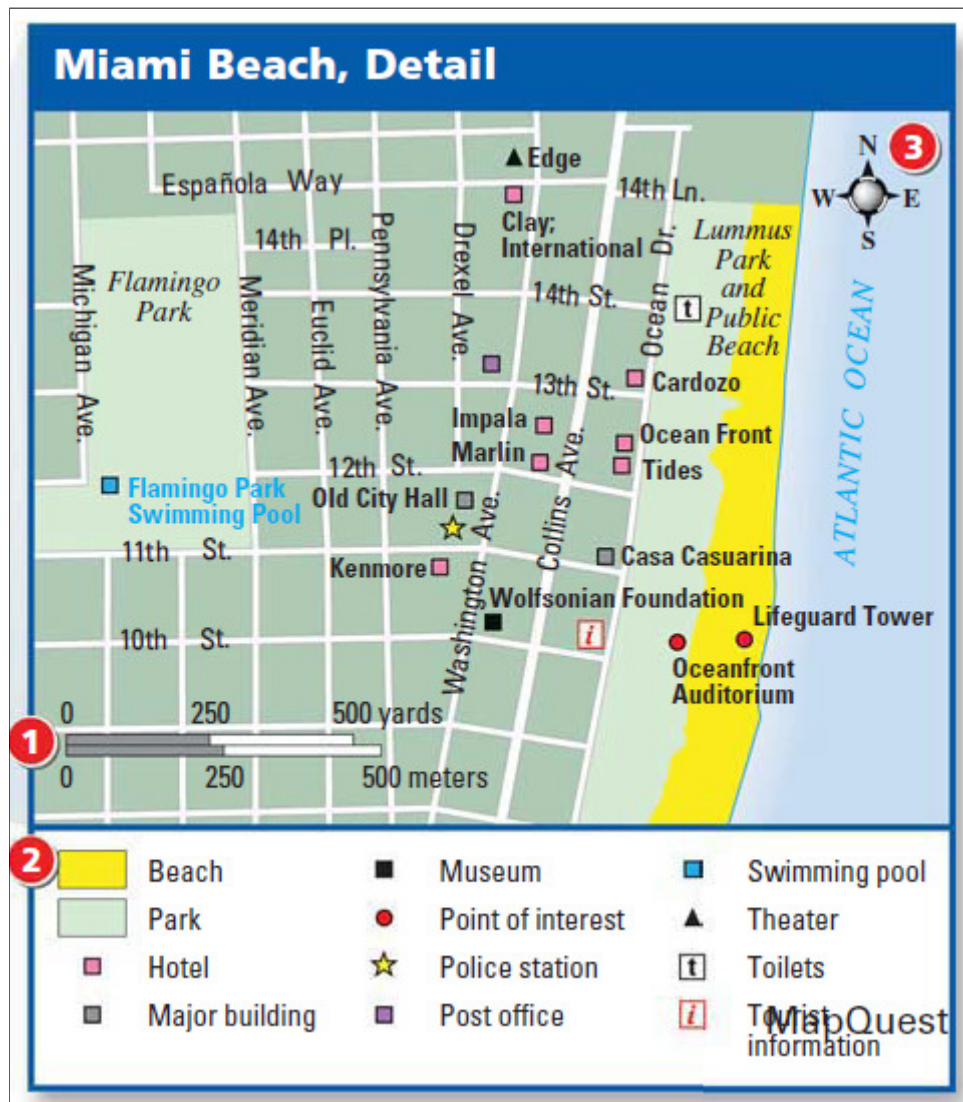 Miami Beach, Detail
N
3
W
E
S
Edge
Española Way
14th Ln.
Clay;
International
Lummus
Park
and
Public
Beach
14th Pl.
Flamingo
Park
Michigan Ave.
Meridian Ave.
Euclid Ave.
Pennsylvania Ave.
Drexel Ave.
14th St.
Ocean Dr.
t
ATLANTIC OCEAN
13th St.
Cardozo
Impala
Marlin
Ocean Front
Tides
12th St.
Flamingo Park
Swimming Pool
Old City Hall
Washington Ave.
Collins Ave.
11th St.
Kenmore
Casa Casuarina
Wolfsonian Foundation
10th St.
i
Lifeguard Tower
Oceanfront
Auditorium
0 250 500 yards
1
0 250 500 meters
2
Beach
Park
Hotel
Major building
Museum
Point of interest
Police station
Post office
Swimming pool
Theater
t Toilets
i Tourist
information
MapQuest